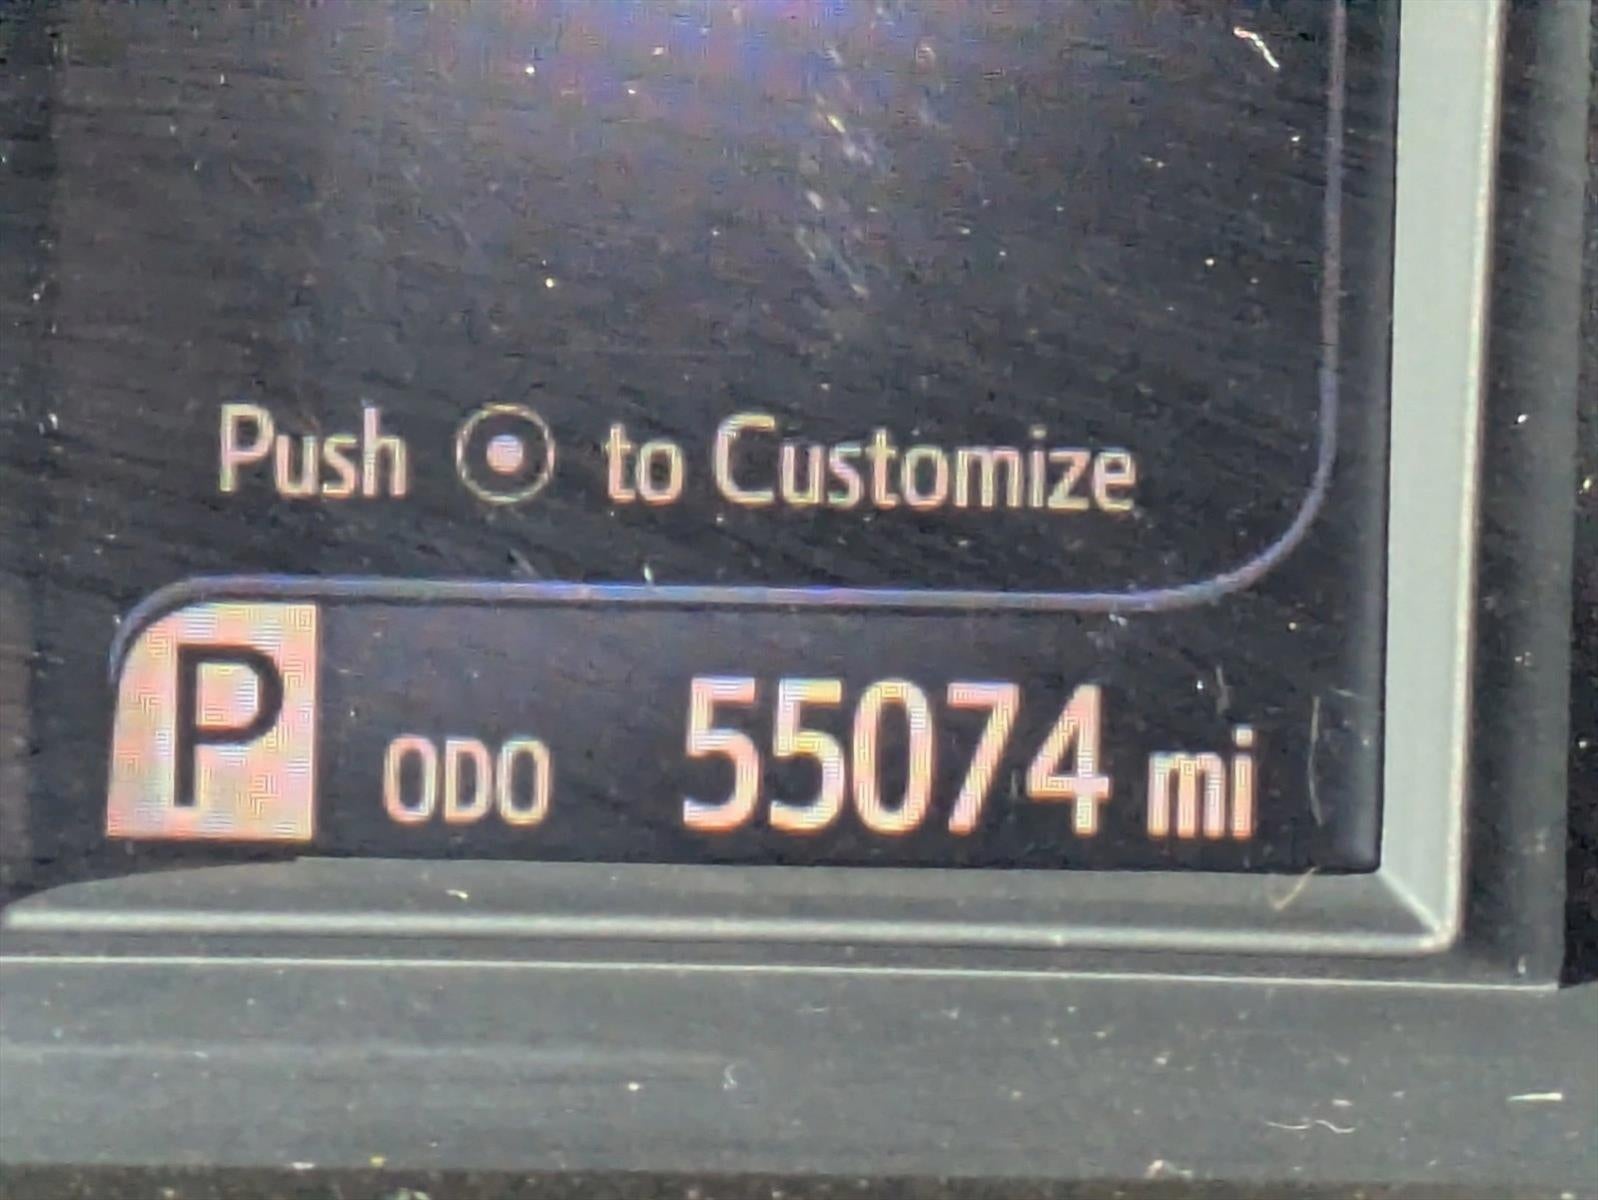 Push ⊙ to Customize
P ODO 55074 mi